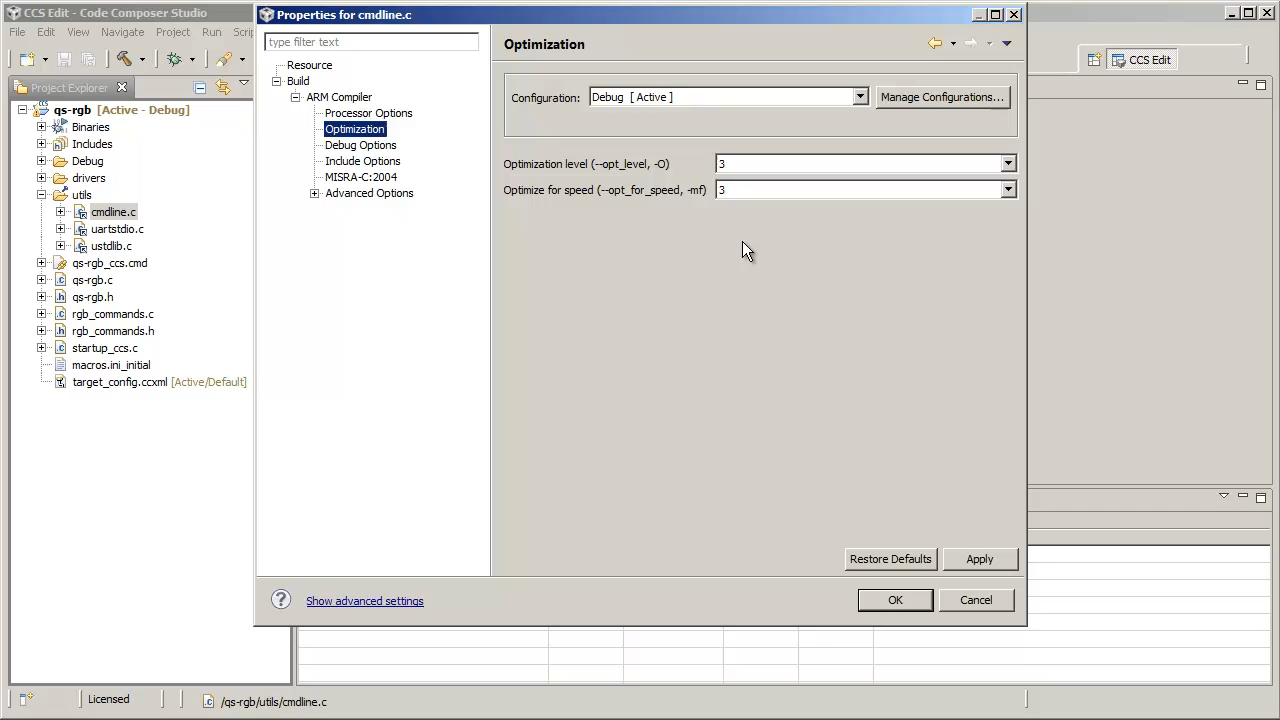 CCS Edit - Code Composer Studio
File Edit View Navigate Project Run
Project Explorer
qs-rgb [Active - Debug]
Binaries
Includes
Debug
drivers
utils
cmdline.c
uartstdio.c
ustdlib.c
qs-rgb_ccs.cmd
qs-rgb.c
qs-rgb.h
rgb_commands.c
rgb_commands.h
startup_ccs.c
macros.ini_initial
target_config.ccxml [Active/Default]
Properties for cmdline.c
type filter text
Resource
Build
ARM Compiler
Processor Options
Optimization
Debug Options
Include Options
MISRA-C:2004
Advanced Options
Optimization
Configuration: Debug [ Active ] Manage Configurations...
Optimization level (--opt_level, -O) 3
Optimize for speed (--opt_for_speed, -mf) 3
Restore Defaults Apply
? Show advanced settings OK Cancel
CCS Edit
Licensed /qs-rgb/utils/cmdline.c